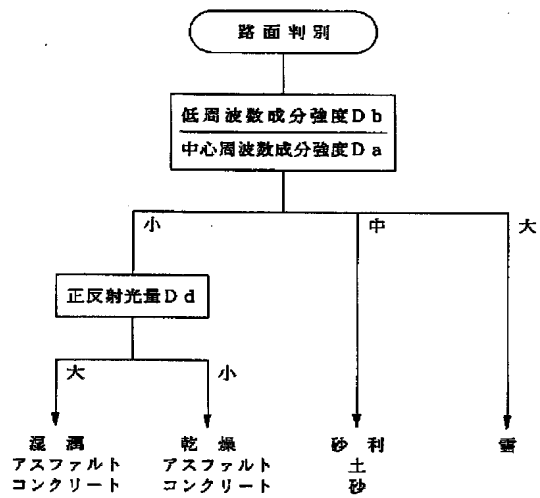 路面判別
低周波数成分強度Db
中心周波数成分強度Da
小
中
大
正反射光量Dd
大
小
湿潤
アスファルト
コンクリート
乾燥
アスファルト
コンクリート
砂利
土
砂
雪